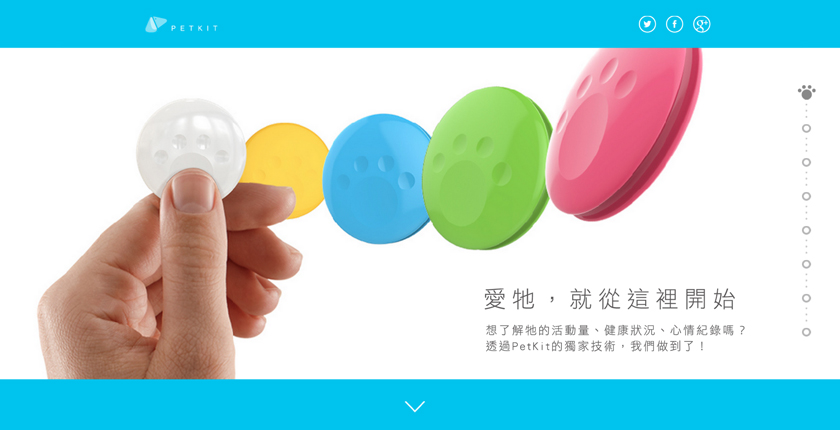 PETKIT
愛牠，就從這裡開始
想了解牠的活動量、健康狀況、心情紀錄嗎？
透過PetKit的獨家技術，我們做到了！